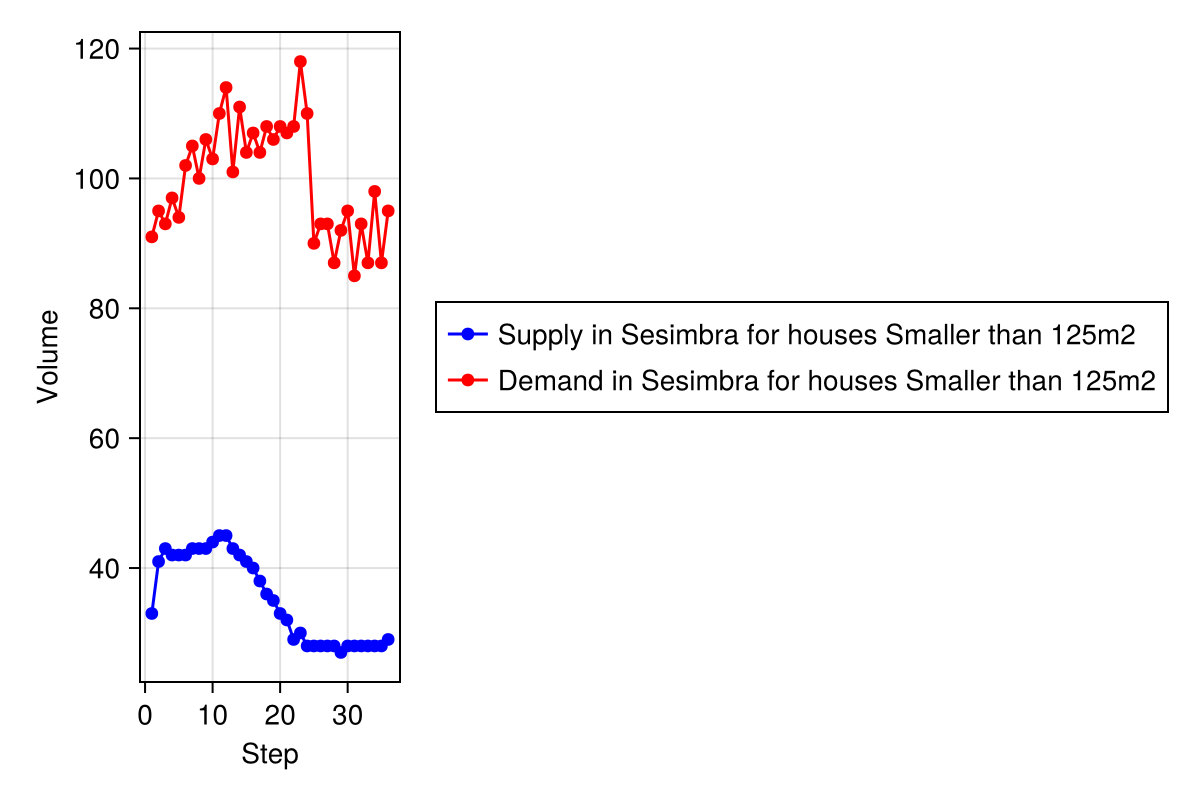 120
100
80
60
40
Volume
0 10 20 30
Step
Supply in Sesimbra for houses Smaller than 125m2
Demand in Sesimbra for houses Smaller than 125m2